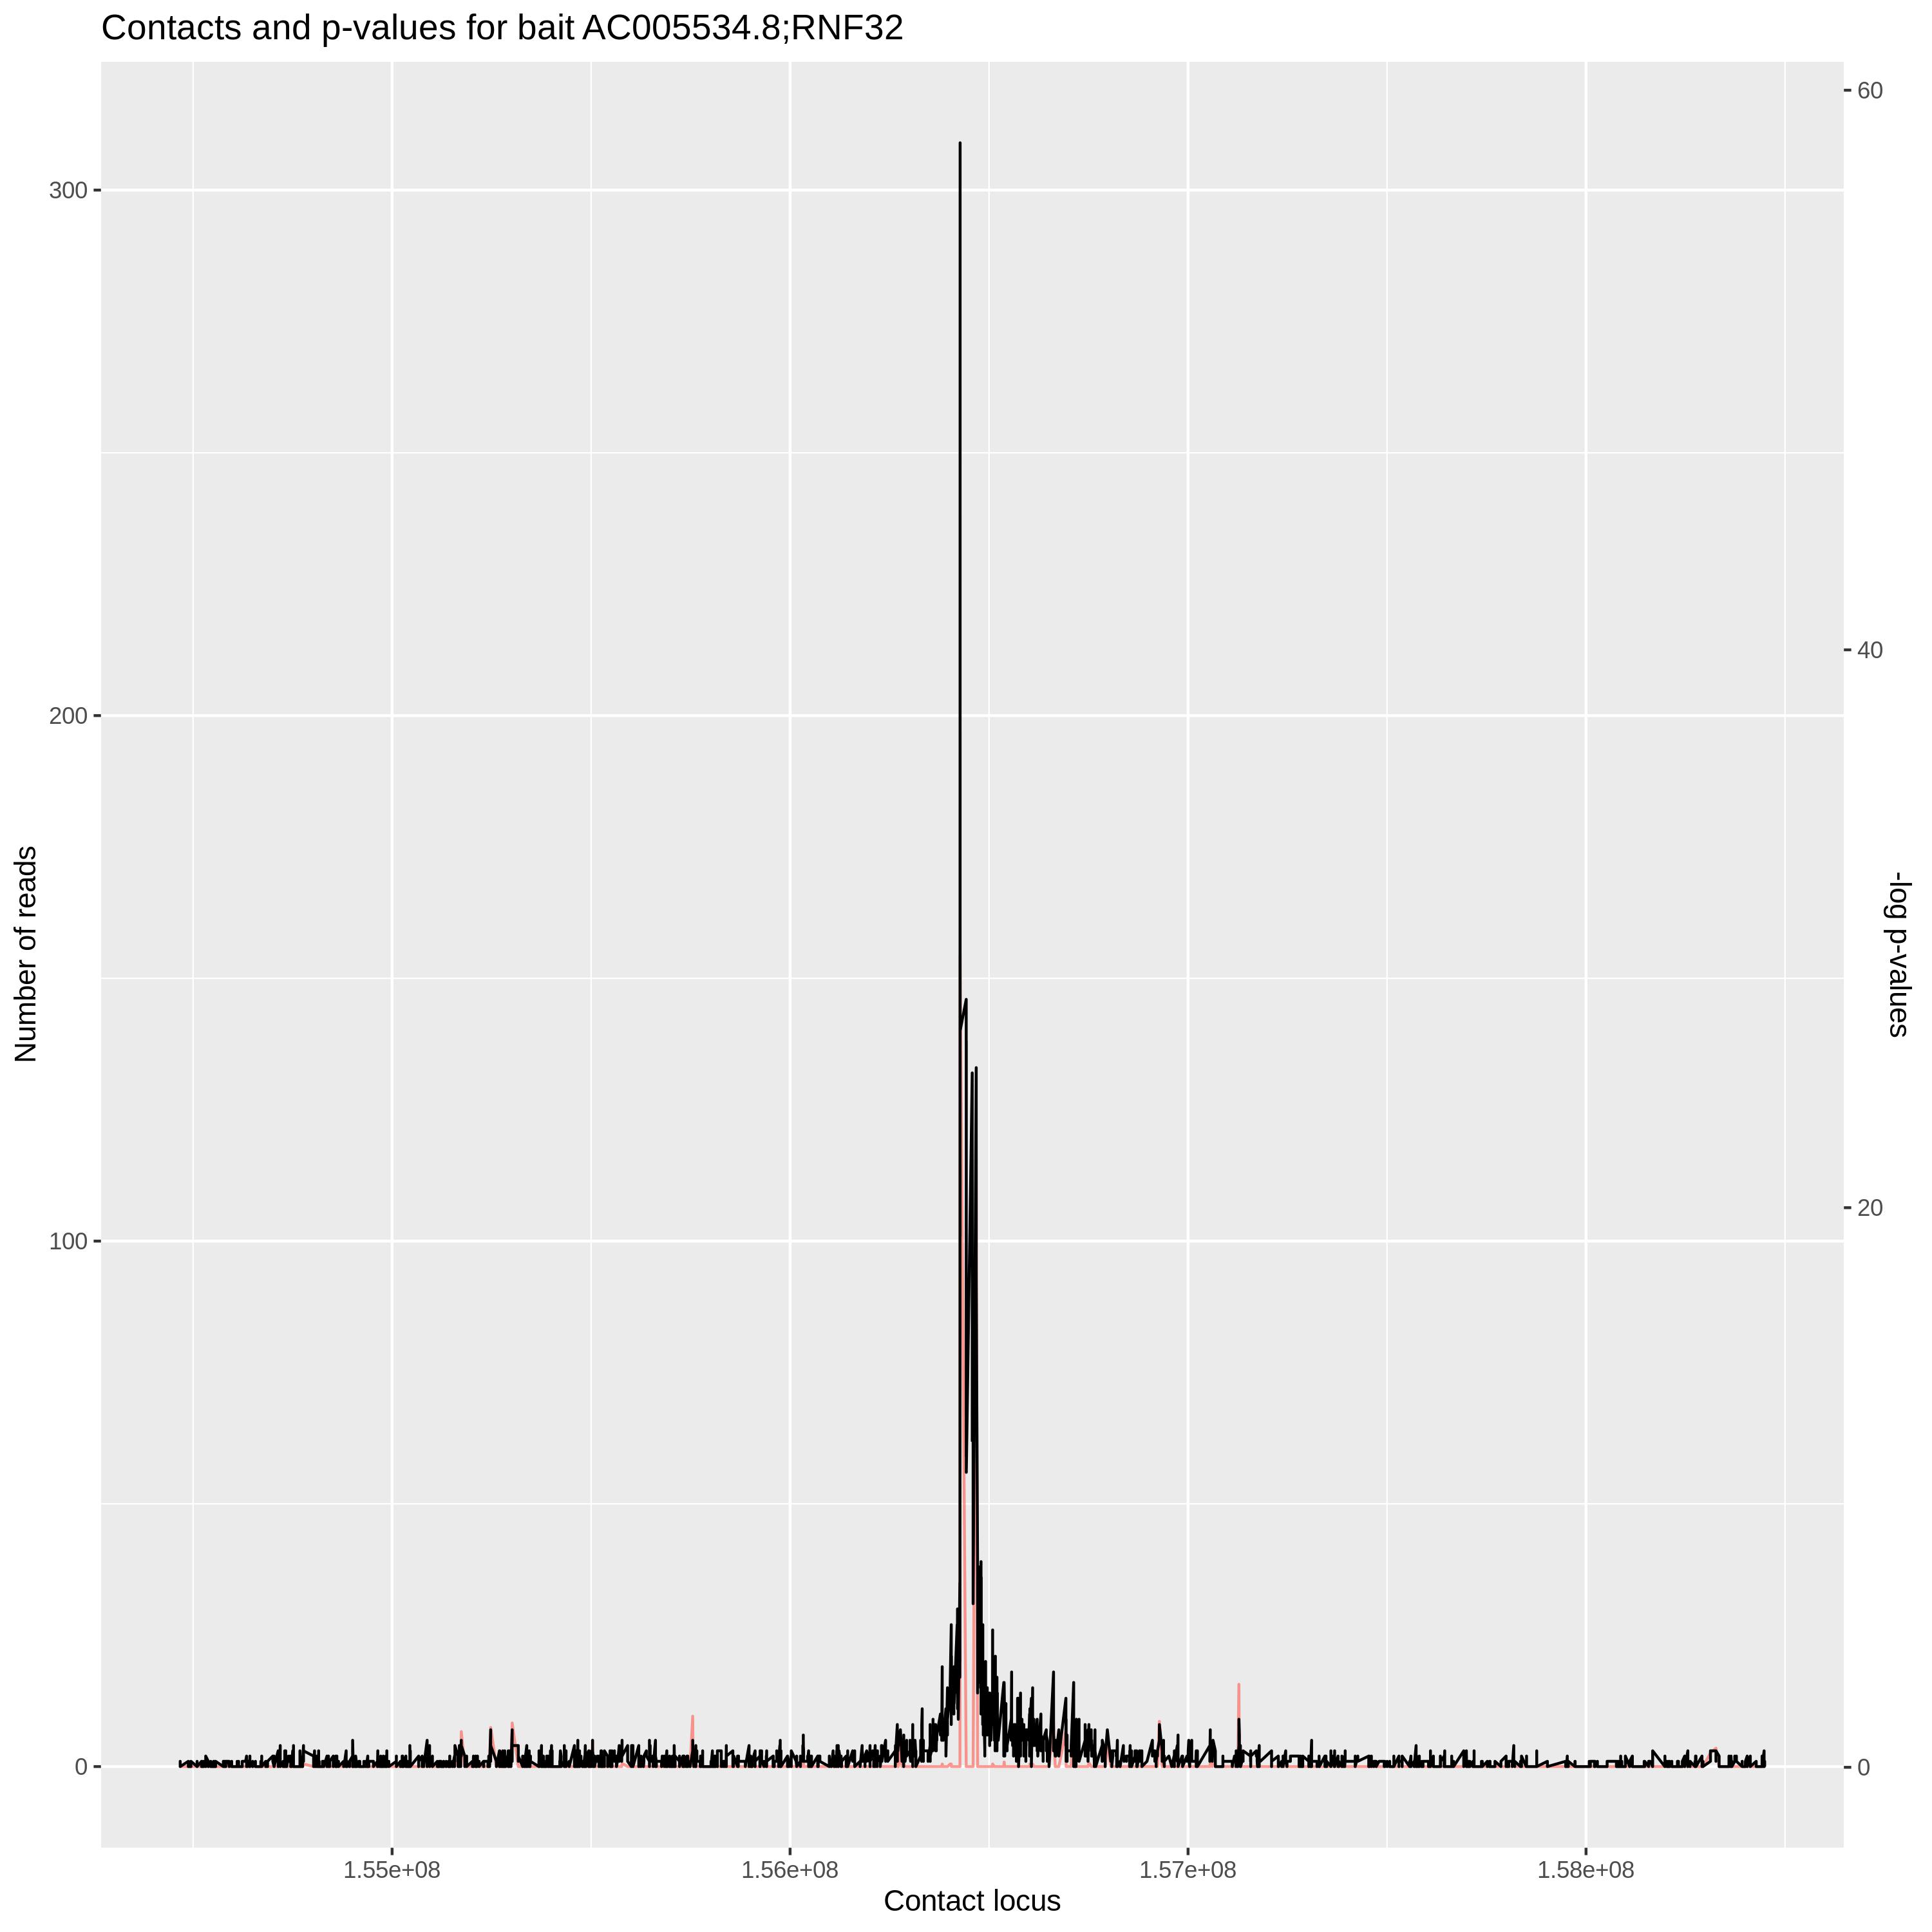 Contacts and p-values for bait AC005534.8;RNF32
300
200
100
0
Number of reads
60
40
20
0
-log p-values
1.55e+08
1.56e+08
1.57e+08
1.58e+08
Contact locus